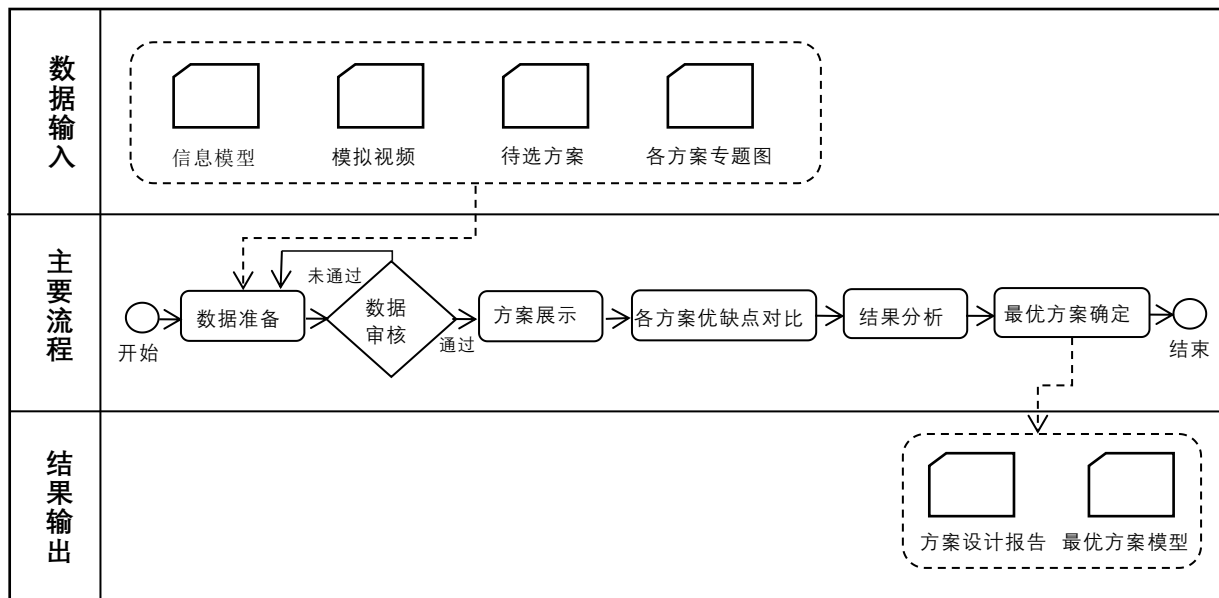 数据输入
信息模型
模拟视频
待选方案
各方案专题图
主要流程
开始
数据准备
未通过
数据
审核
通过
方案展示
各方案优缺点对比
结果分析
最优方案确定
结束
结果输出
方案设计报告
最优方案模型